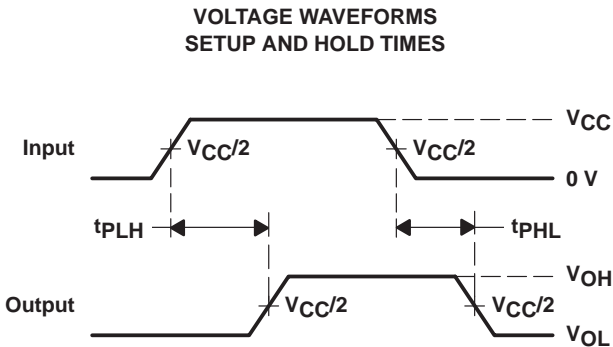 VOLTAGE WAVEFORMS
SETUP AND HOLD TIMES
VCC
Input
VCC/2
VCC/2
0 V
tPLH
tPHL
VOH
Output
VCC/2
VCC/2
VOL